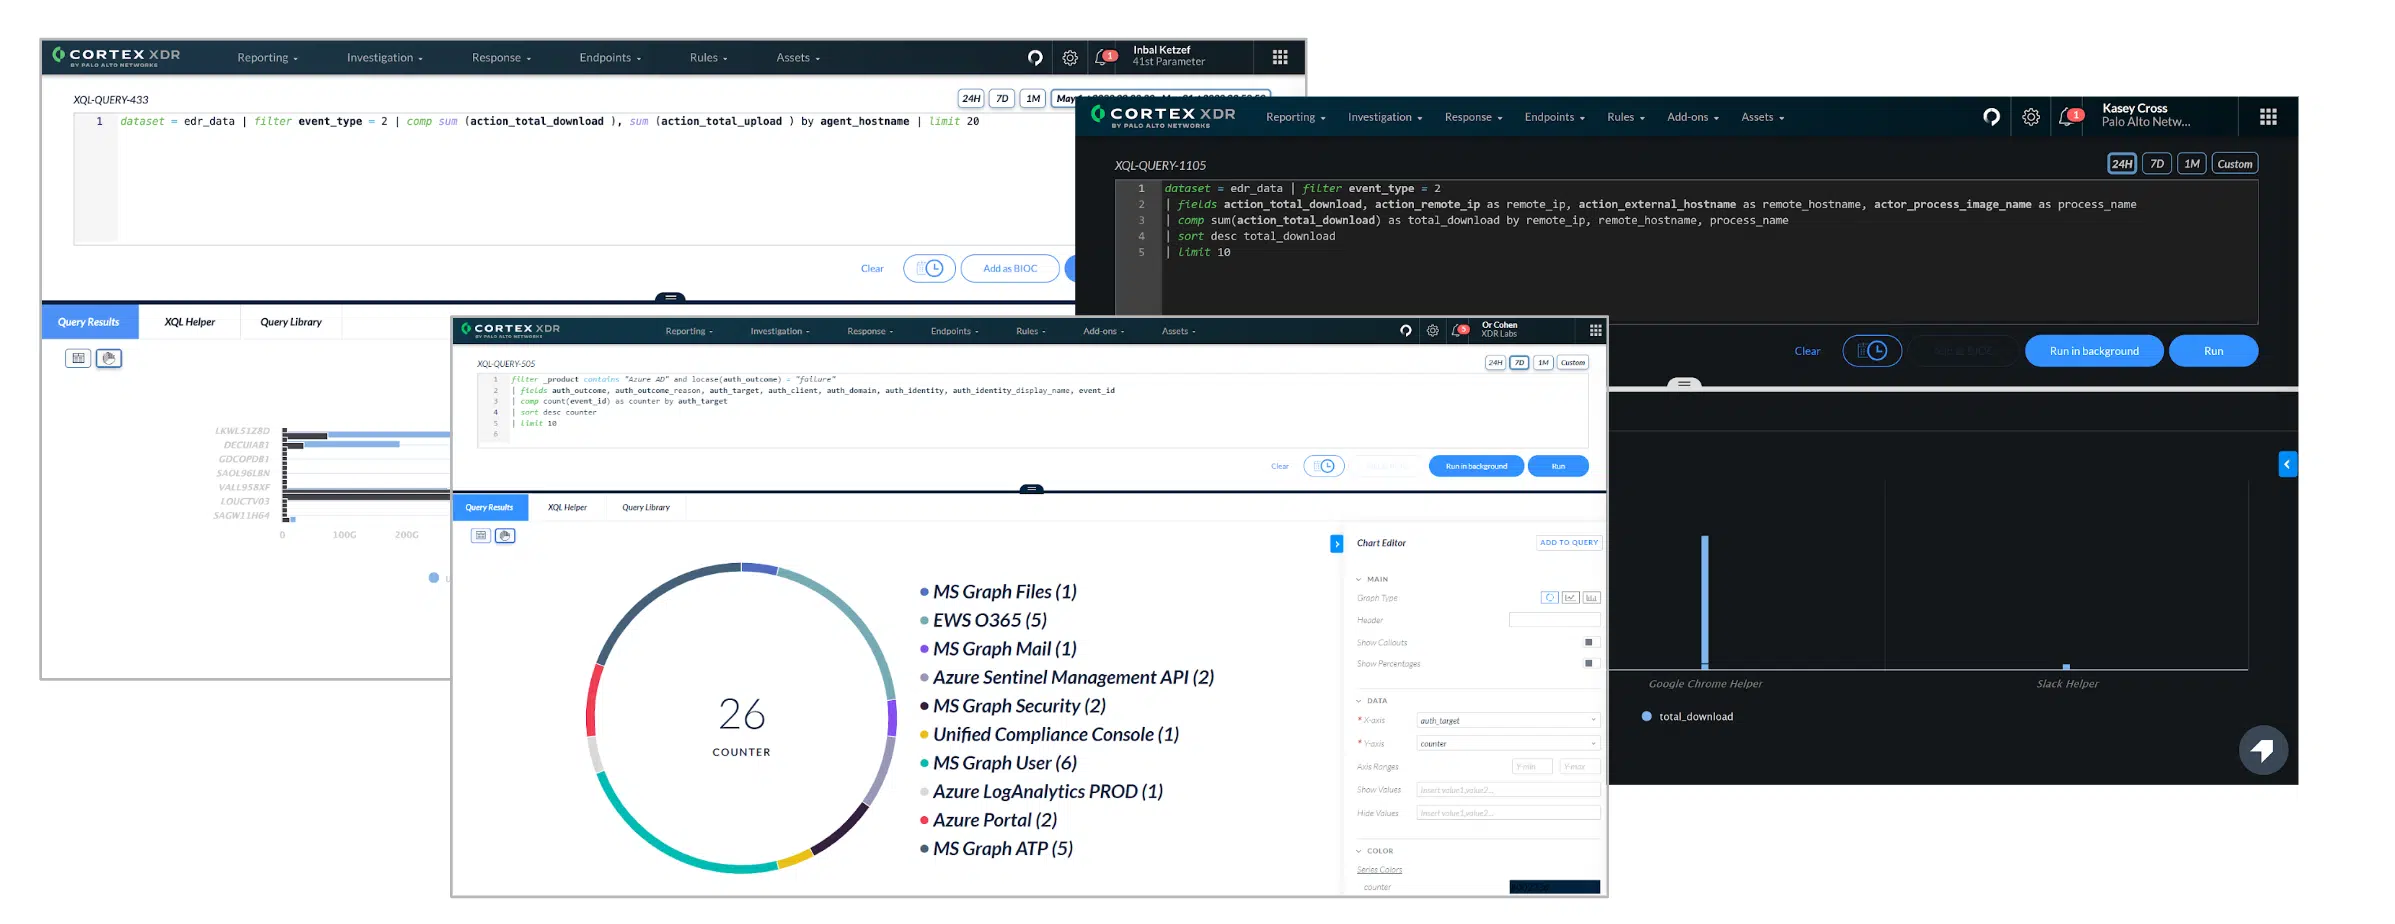 CORTEX XDR
BY PALO ALTO NETWORKS
Reporting
Investigation
Response
Endpoints
Rules
Assets
1
Inbal Ketzef
41st Parameter
XQL-QUERY-433
24H
7D
1M
1 dataset = edr_data | filter event_type = 2 | comp sum (action_total_download ), sum (action_total_upload ) by agent_hostname | limit 20
Clear
Add as BIOC
Query Results
XQL Helper
Query Library
LKWL51Z8D
DECUIAB1
GDCOPDB1
SAOL96LBN
VALL958XF
LOUCTV03
SAGW11H64
0
100G
200G
CORTEX XDR
BY PALO ALTO NETWORKS
Reporting
Investigation
Response
Endpoints
Rules
Add-ons
Assets
1
Kasey Cross
Palo Alto Netw...
XQL-QUERY-1105
24H
7D
1M
Custom
1 dataset = edr_data | filter event_type = 2
2 | fields action_total_download, action_remote_ip as remote_ip, action_external_hostname as remote_hostname, actor_process_image_name as process_name
3 | comp sum(action_total_download) as total_download by remote_ip, remote_hostname, process_name
4 | sort desc total_download
5 | limit 10
Clear
Run in background
Run
Google Chrome Helper
Slack Helper
total_download
CORTEX XDR
BY PALO ALTO NETWORKS
Reporting
Investigation
Response
Endpoints
Rules
Add-ons
Assets
5
Or Cohen
XDR Labs
XQL-QUERY-505
24H
7D
1M
Custom
1 filter _product contains "Azure AD" and locase(auth_outcome) = "failure"
2 | fields auth_outcome, auth_outcome_reason, auth_target, auth_client, auth_domain, auth_identity, auth_identity_display_name, event_id
3 | comp count(event_id) as counter by auth_target
4 | sort desc counter
5 | limit 10
6
Clear
Run in background
Run
Query Results
XQL Helper
Query Library
26
COUNTER
MS Graph Files (1)
EWS O365 (5)
MS Graph Mail (1)
Azure Sentinel Management API (2)
MS Graph Security (2)
Unified Compliance Console (1)
MS Graph User (6)
Azure LogAnalytics PROD (1)
Azure Portal (2)
MS Graph ATP (5)
Chart Editor
ADD TO QUERY
MAIN
Graph Type
Header
Show Callouts
Show Percentages
DATA
* X-axis
auth_target
* Y-axis
counter
Axis Ranges
Y-min
Y-max
Show Values
Insert value1,value2...
Hide Values
Insert value1,value2...
COLOR
Series Colors
counter